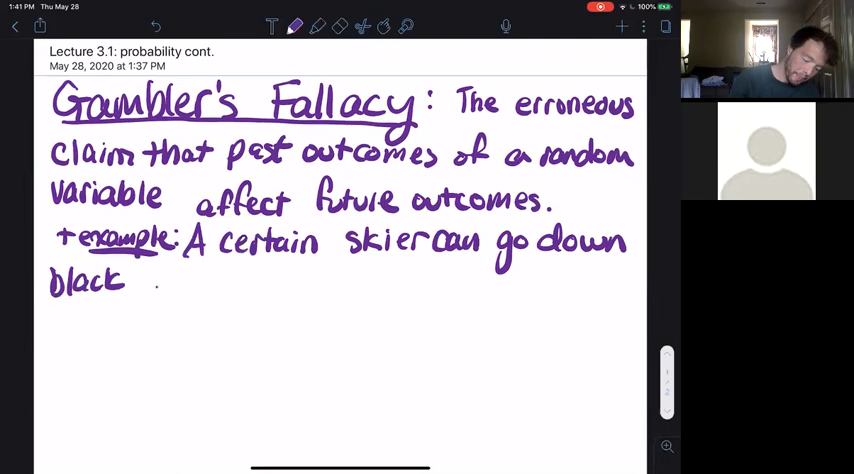 1:41 PM Thu May 28
100%
Lecture 3.1: probability cont.
May 28, 2020 at 1:37 PM
Gambler's Fallacy: The erroneous
claim that past outcomes of a random
variable affect future outcomes.
+ example: A certain skier can go down
black